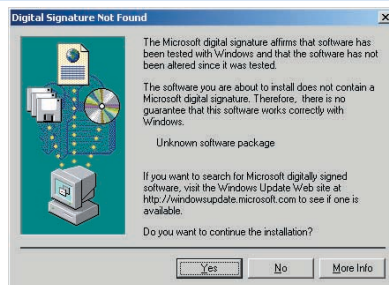 Digital Signature Not Found
The Microsoft digital signature affirms that software has
been tested with Windows and that the software has not
been altered since it was tested.
The software you are about to install does not contain a
Microsoft digital signature. Therefore, there is no
guarantee that this software works correctly with
Windows.
Unknown software package
If you want to search for Microsoft digitally signed
software, visit the Windows Update Web site at
http://windowsupdate.microsoft.com to see if one is
available.
Do you want to continue the installation?
Yes No More Info